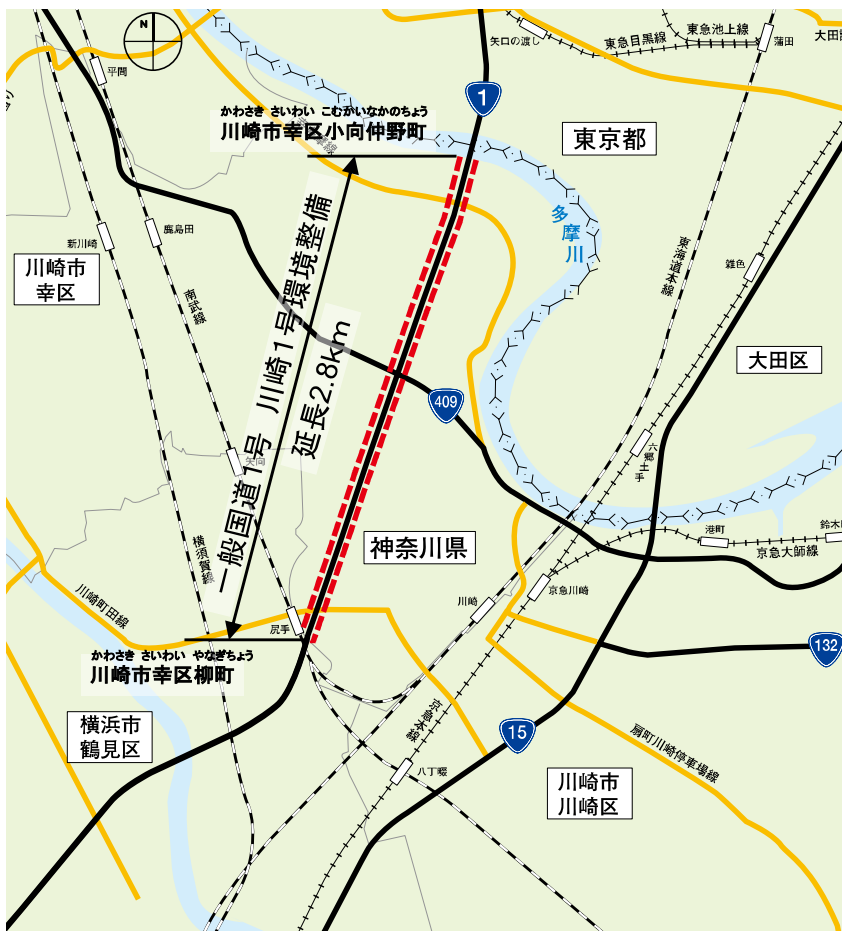 N
矢口の渡し
東急目黒線
東急池上線
蒲田
平間
1
かわさき さいわい こむかいなかのちょう
川崎市幸区小向仲野町
東京都
多摩川
東海道本線
雑色
新川崎
鹿島田
川崎市
幸区
南武線
一般国道1号 川崎1号環境整備
延長2.8km
大田区
409
六郷土手
矢向
横須賀線
神奈川県
港町
鈴木
京急大師線
川崎町田線
尻手
川崎
京急川崎
132
かわさき さいわい やなぎちょう
川崎市幸区柳町
横浜市
鶴見区
京急本線
15
扇町川崎停車場線
八丁畷
川崎市
川崎区